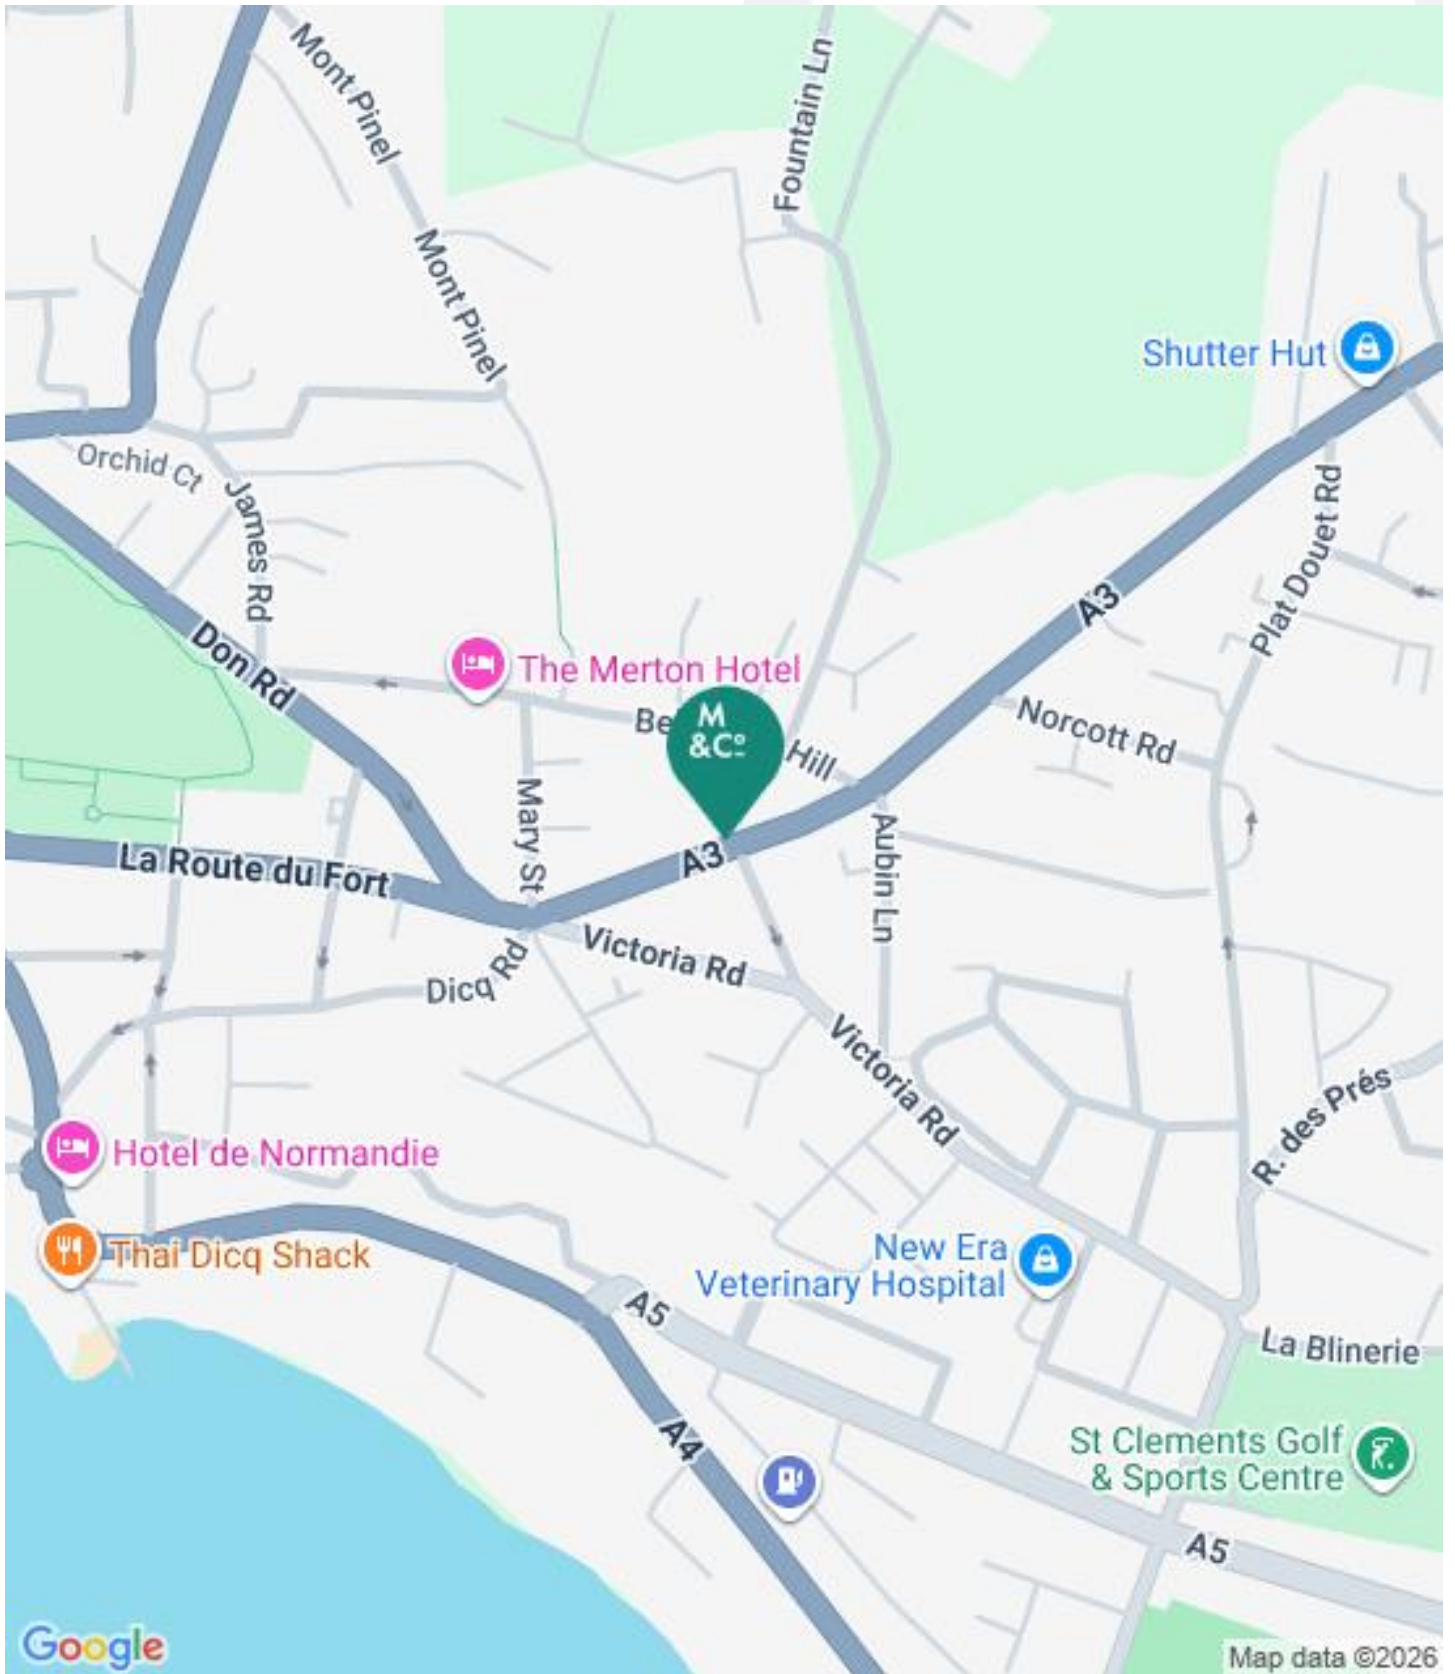 Mont Pinel
Fountain Ln
Mont Pinel
Shutter Hut
Orchid Ct
James Rd
Plat Douet Rd
A3
Don Rd
The Merton Hotel
M
&Cº
Hill
Norcott Rd
Mary St
Aubin Ln
A3
La Route du Fort
Victoria Rd
Dicq Rd
Victoria Rd
R. des Prés
Hotel de Normandie
Thai Dicq Shack
New Era
Veterinary Hospital
A5
La Blinerie
A4
St Clements Golf
& Sports Centre
A5
Google
Map data ©2026